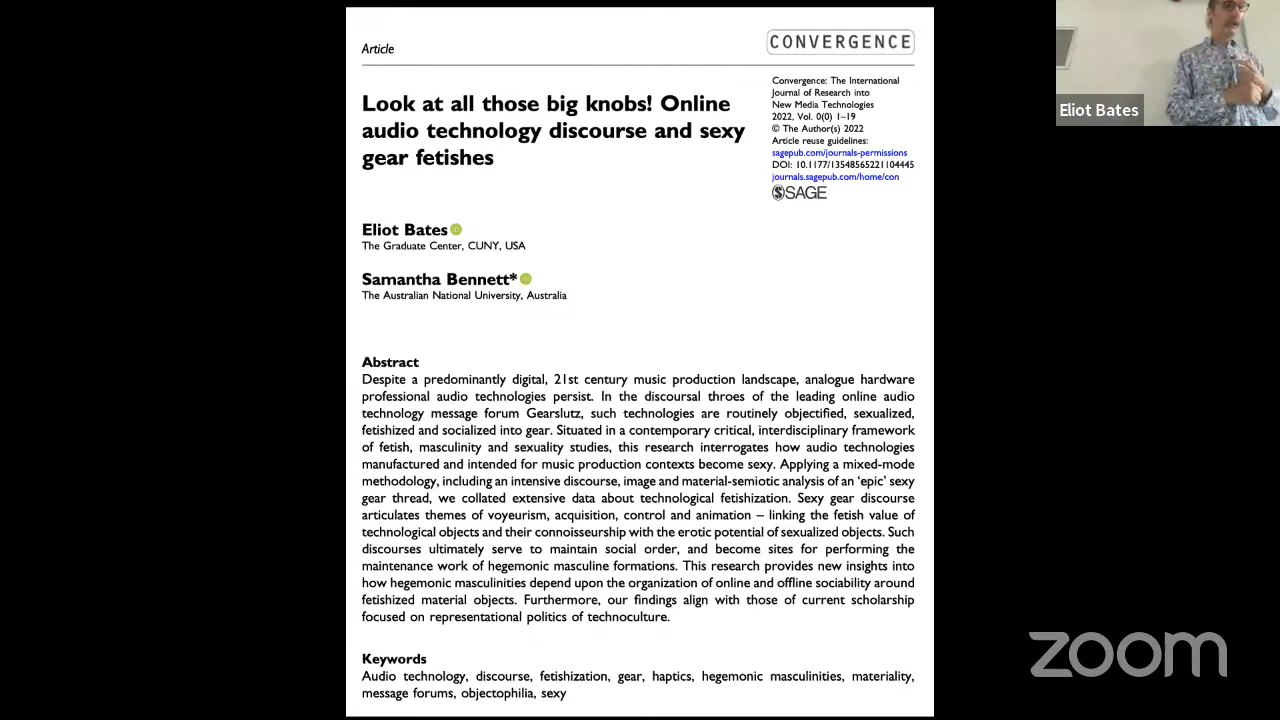 Article
CONVERGENCE
Look at all those big knobs! Online
audio technology discourse and sexy
gear fetishes
Convergence: The International
Journal of Research into
New Media Technologies
2022, Vol. 0(0) 1–19
© The Author(s) 2022
Article reuse guidelines:
sagepub.com/journals-permissions
DOI: 10.1177/13548565221104445
journals.sagepub.com/home/con
SAGE
Eliot Bates
The Graduate Center, CUNY, USA
Samantha Bennett*
The Australian National University, Australia
Abstract
Despite a predominantly digital, 21st century music production landscape, analogue hardware
professional audio technologies persist. In the discoursal throes of the leading online audio
technology message forum Gearslutz, such technologies are routinely objectified, sexualized,
fetishized and socialized into gear. Situated in a contemporary critical, interdisciplinary framework
of fetish, masculinity and sexuality studies, this research interrogates how audio technologies
manufactured and intended for music production contexts become sexy. Applying a mixed-mode
methodology, including an intensive discourse, image and material-semiotic analysis of an ‘epic’ sexy
gear thread, we collated extensive data about technological fetishization. Sexy gear discourse
articulates themes of voyeurism, acquisition, control and animation – linking the fetish value of
technological objects and their connoisseurship with the erotic potential of sexualized objects. Such
discourses ultimately serve to maintain social order, and become sites for performing the
maintenance work of hegemonic masculine formations. This research provides new insights into
how hegemonic masculinities depend upon the organization of online and offline sociability around
fetishized material objects. Furthermore, our findings align with those of current scholarship
focused on representational politics of technoculture.
Keywords
Audio technology, discourse, fetishization, gear, haptics, hegemonic masculinities, materiality,
message forums, objectophilia, sexy
Eliot Bates
zoom